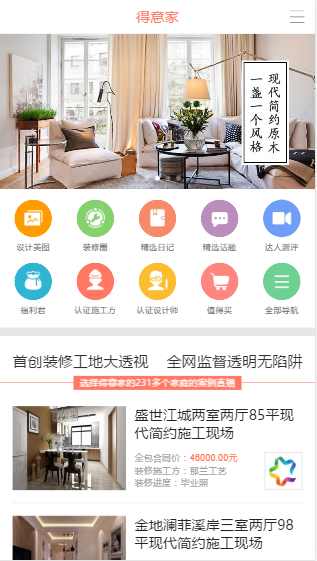 得意家
现代简约原木
一盏一个风格
设计美图 装修圈 精选日记 精选话题 达人测评
福利君 认证施工方 认证设计师 值得买 全部导航
首创装修工地大透视 全网监督透明无陷阱
选择得意家的231多个家庭的案例直播
盛世江城两室两厅85平现
代简约施工现场
全包合同价：46000.00元
装修施工方：那兰工艺
装修进度：毕业照
金地澜菲溪岸三室两厅98
平现代简约施工现场